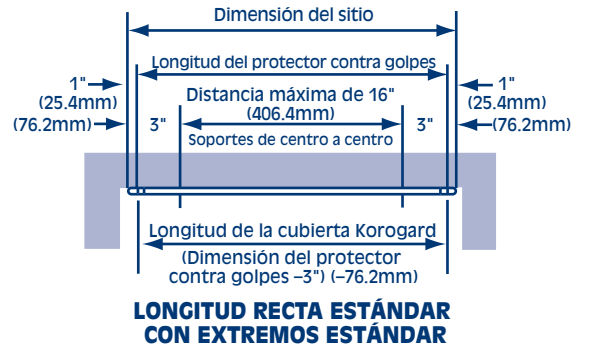 Dimensión del sitio
Longitud del protector contra golpes
1"
(25.4mm)
(76.2mm)
3"
Distancia máxima de 16"
(406.4mm)
Soportes de centro a centro
3"
1"
(25.4mm)
(76.2mm)
Longitud de la cubierta Korogard
(Dimensión del protector
contra golpes –3") (–76.2mm)
LONGITUD RECTA ESTÁNDAR
CON EXTREMOS ESTÁNDAR